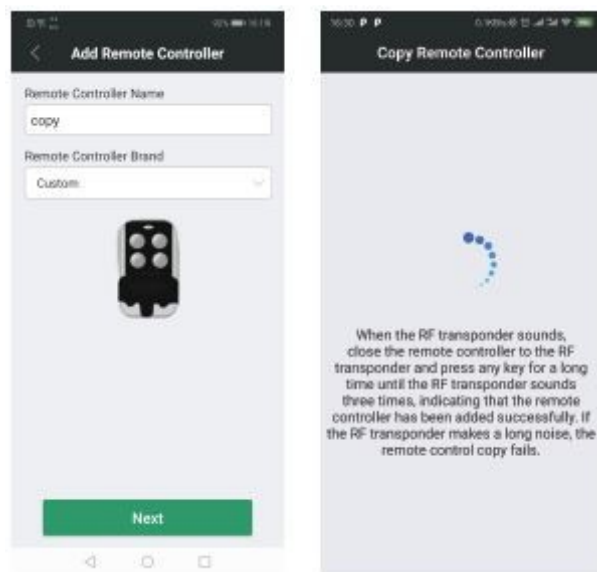 Add Remote Controller
Remote Controller Name
copy
Remote Controller Brand
Custom
Next
16:30 P P
Copy Remote Controller
When the RF transponder sounds,
close the remote controller to the RF
transponder and press any key for a long
time until the RF transponder sounds
three times, indicating that the remote
controller has been added successfully. If
the RF transponder makes a long noise, the
remote control copy fails.